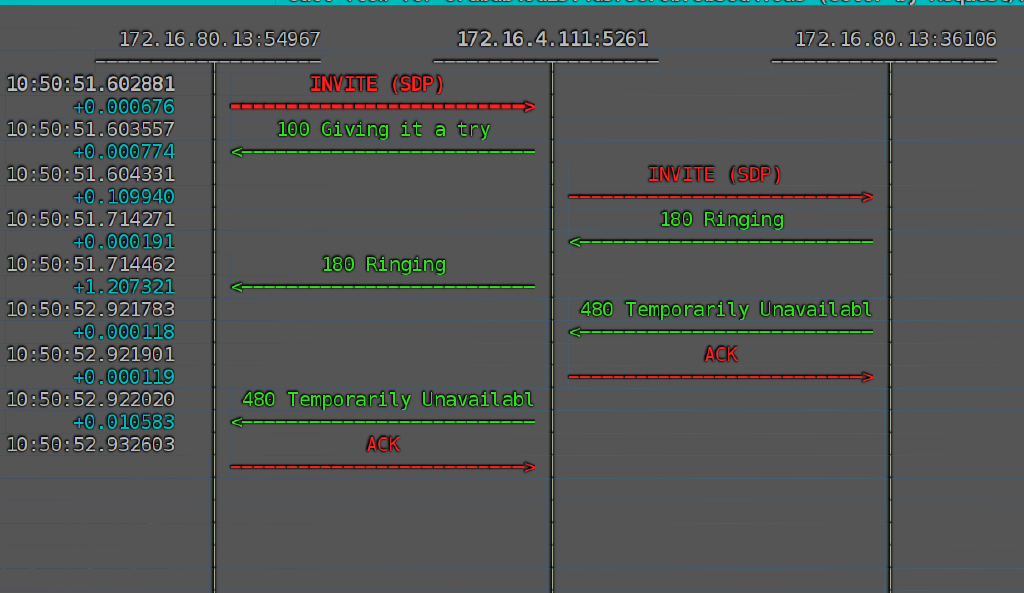 172.16.80.13:54967 172.16.4.111:5261 172.16.80.13:36106
10:50:51.602881 INVITE (SDP)
+0.000676
10:50:51.603557 100 Giving it a try
+0.000774
10:50:51.604331 INVITE (SDP)
+0.109940
10:50:51.714271 180 Ringing
+0.000191
10:50:51.714462 180 Ringing
+1.207321
10:50:52.921783 480 Temporarily Unavailabl
+0.000118
10:50:52.921901 ACK
+0.000119
10:50:52.922020 480 Temporarily Unavailabl
+0.010583
10:50:52.932603 ACK